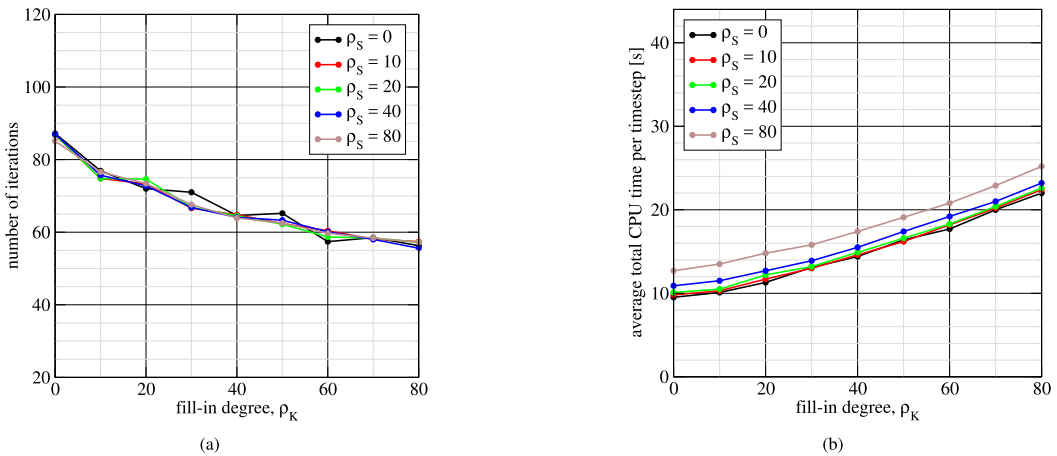 120
100
80
60
40
20
0
20
40
60
80
number of iterations
fill-in degree, ρK
ρS = 0
ρS = 10
ρS = 20
ρS = 40
ρS = 80
(a)
40
30
20
10
0
0
20
40
60
80
average total CPU time per timestep [s]
fill-in degree, ρK
ρS = 0
ρS = 10
ρS = 20
ρS = 40
ρS = 80
(b)